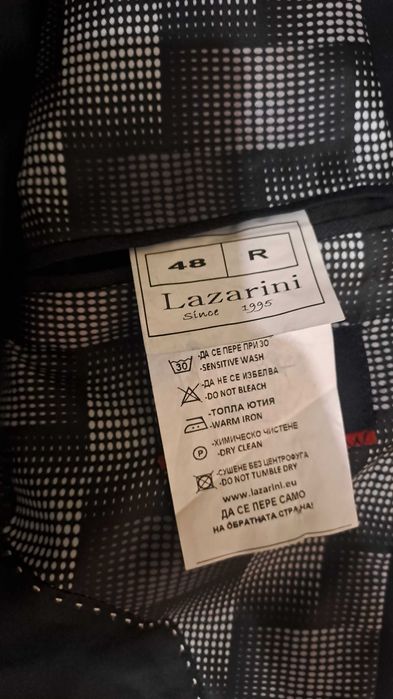 48 R
Lazarini
Since 1995
30 -ДА СЕ ПЕРЕ ПРИ 30
-SENSITIVE WASH
-ДА НЕ СЕ ИЗБЕЛВА
-DO NOT BLEACH
-ТОПЛА ЮТИЯ
-WARM IRON
-ХИМИЧЕСКО ЧИСТЕНЕ
P -DRY CLEAN
-СУШЕНЕ БЕЗ ЦЕНТРОФУГА
-DO NOT TUMBLE DRY
www.lazarini.eu
ДА СЕ ПЕРЕ САМО
НА ОБРАТНАТА СТРАНА!